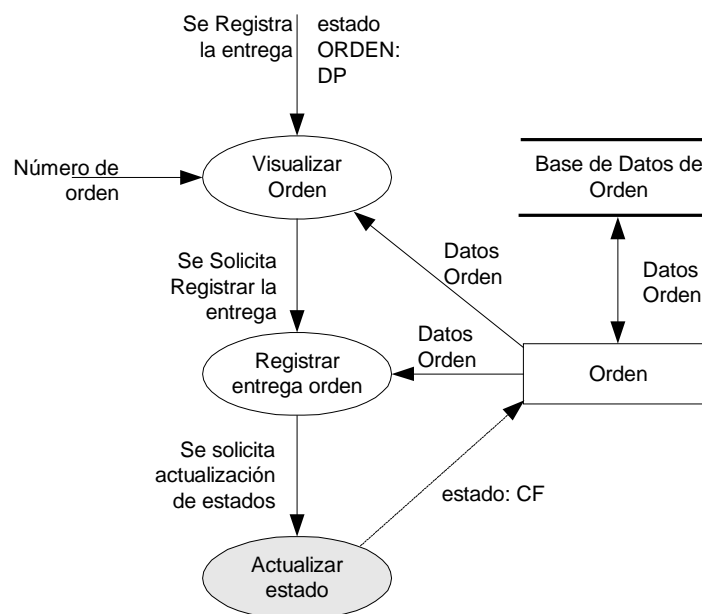 Se Registra
la entrega
estado
ORDEN:
DP
Número de
orden
Visualizar
Orden
Base de Datos de
Orden
Se Solicita
Registrar la
entrega
Datos
Orden
Datos
Orden
Datos
Orden
Registrar
entrega orden
Orden
Se solicita
actualización
de estados
estado: CF
Actualizar
estado